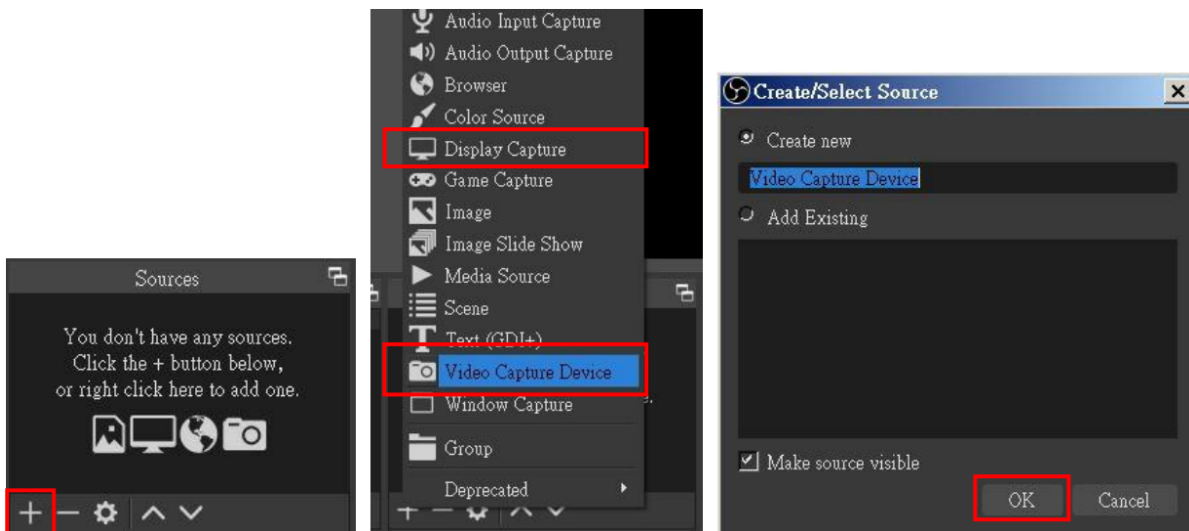 Sources
You don't have any sources.
Click the + button below,
or right click here to add one.
Audio Input Capture
Audio Output Capture
Browser
Color Source
Display Capture
Game Capture
Image
Image Slide Show
Media Source
Scene
Text (GDI+)
Video Capture Device
Window Capture
Group
Deprecated
Create/Select Source
Create new
Video Capture Device
Add Existing
Make source visible
OK
Cancel